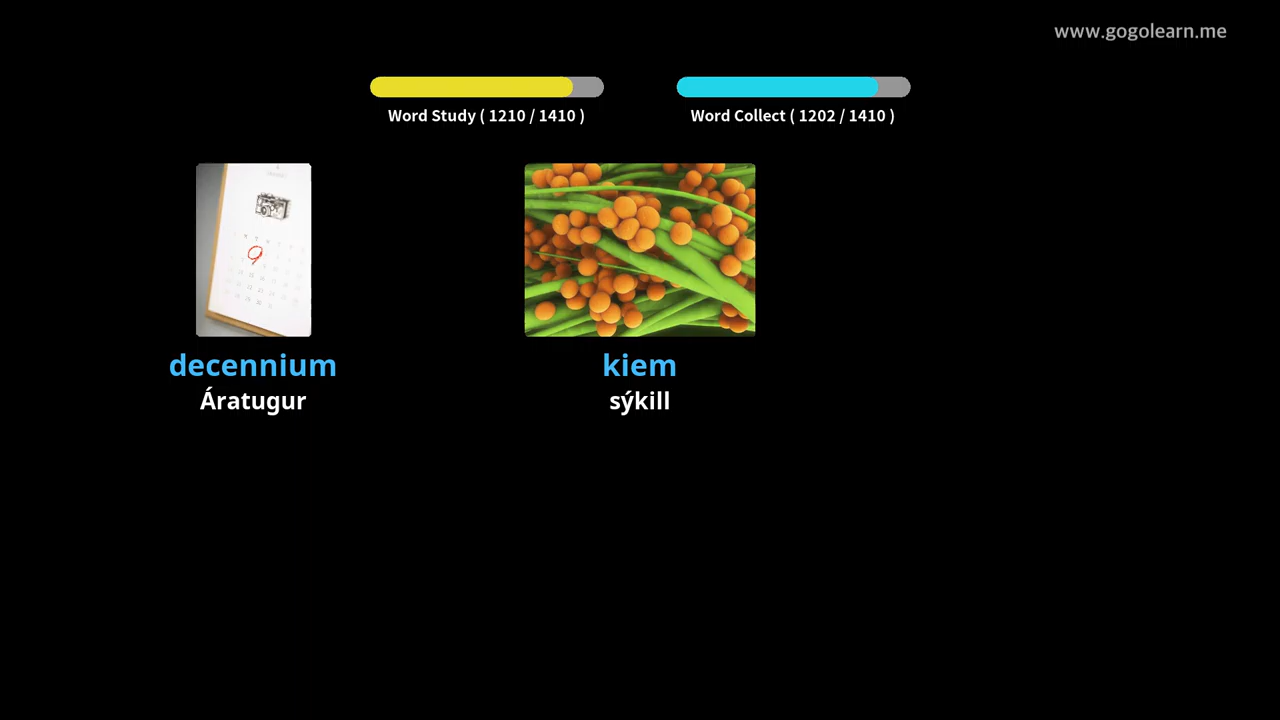 www.gogolearn.me
Word Study ( 1210 / 1410 )
Word Collect ( 1202 / 1410 )
decennium
Áratugur
kiem
sýkill